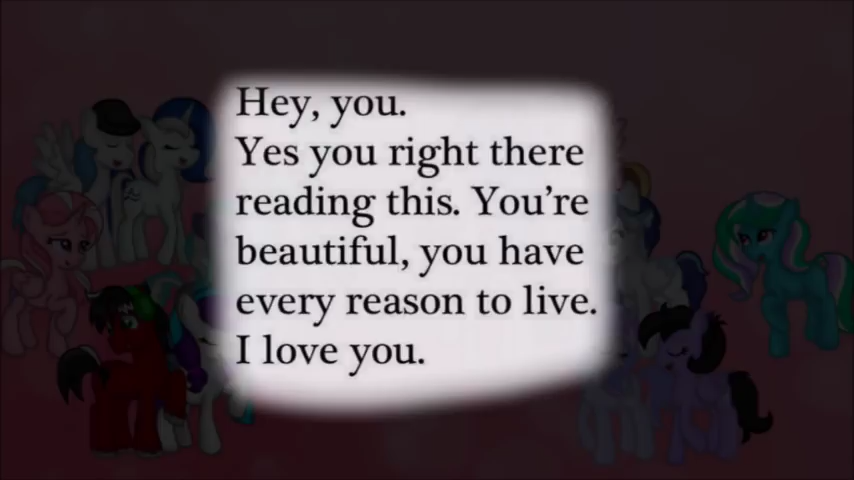 Hey, you.
Yes you right there
reading this. You're
beautiful, you have
every reason to live.
I love you.